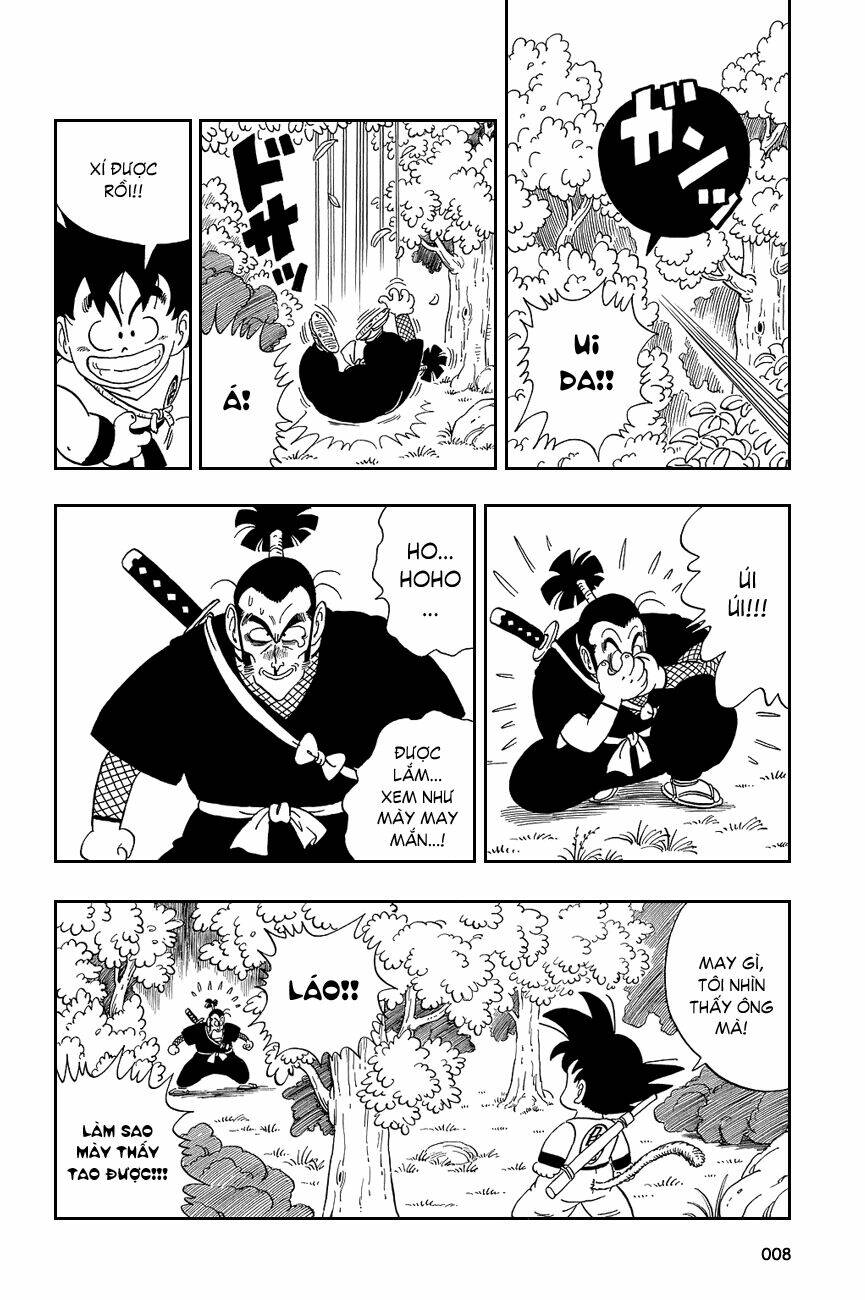 ガンッ
UI
DA!!
ドサッ
Á!
XÍ ĐƯỢC
RỒI!!
ÚI
ÚI!!!
HO...
HOHO
...
ĐƯỢC
LẮM...
XEM NHƯ
MÀY MAY
MẮN...!
MAY GÌ,
TÔI NHÌN
THẤY ÔNG
MÀ!
LÁO!!
LÀM SAO
MÀY THẤY
TAO ĐƯỢC!!!
008